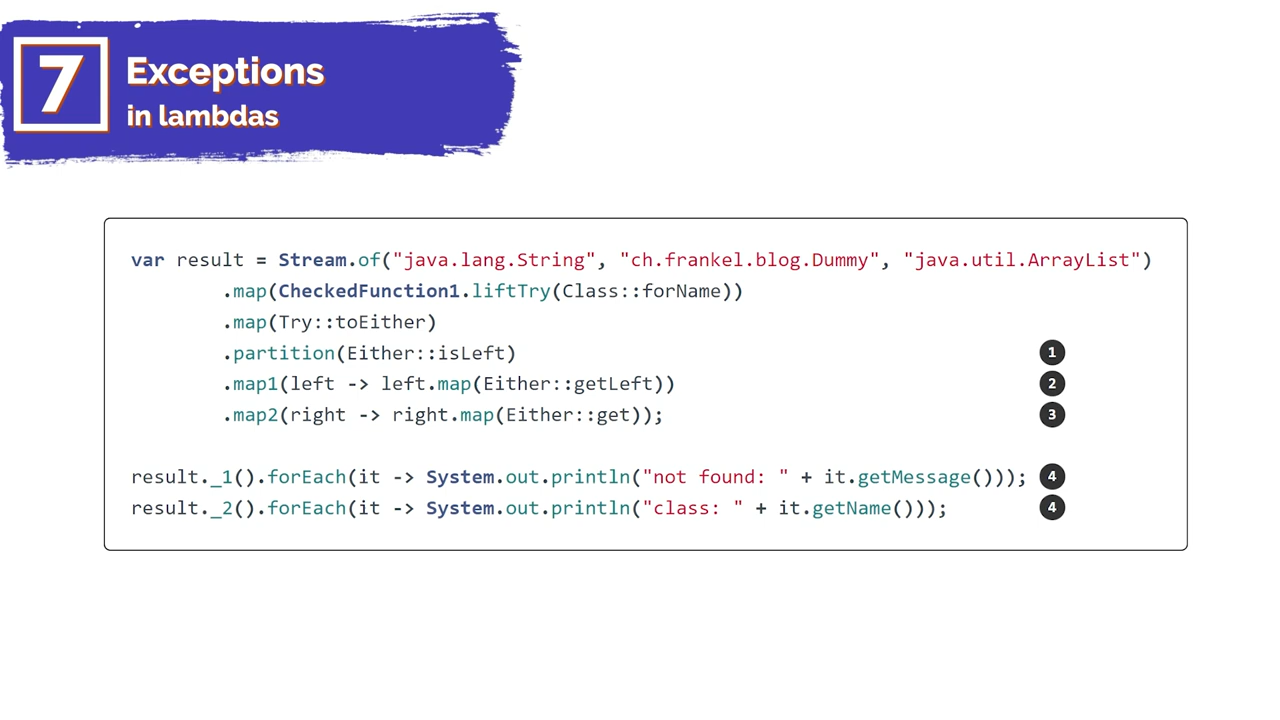 7
Exceptions
in lambdas
var result = Stream.of("java.lang.String", "ch.frankel.blog.Dummy", "java.util.ArrayList")
.map(CheckedFunction1.liftTry(Class::forName))
.map(Try::toEither)
.partition(Either::isLeft) 1
.map1(left -> left.map(Either::getLeft)) 2
.map2(right -> right.map(Either::get)); 3
result._1().forEach(it -> System.out.println("not found: " + it.getMessage())); 4
result._2().forEach(it -> System.out.println("class: " + it.getName())); 4